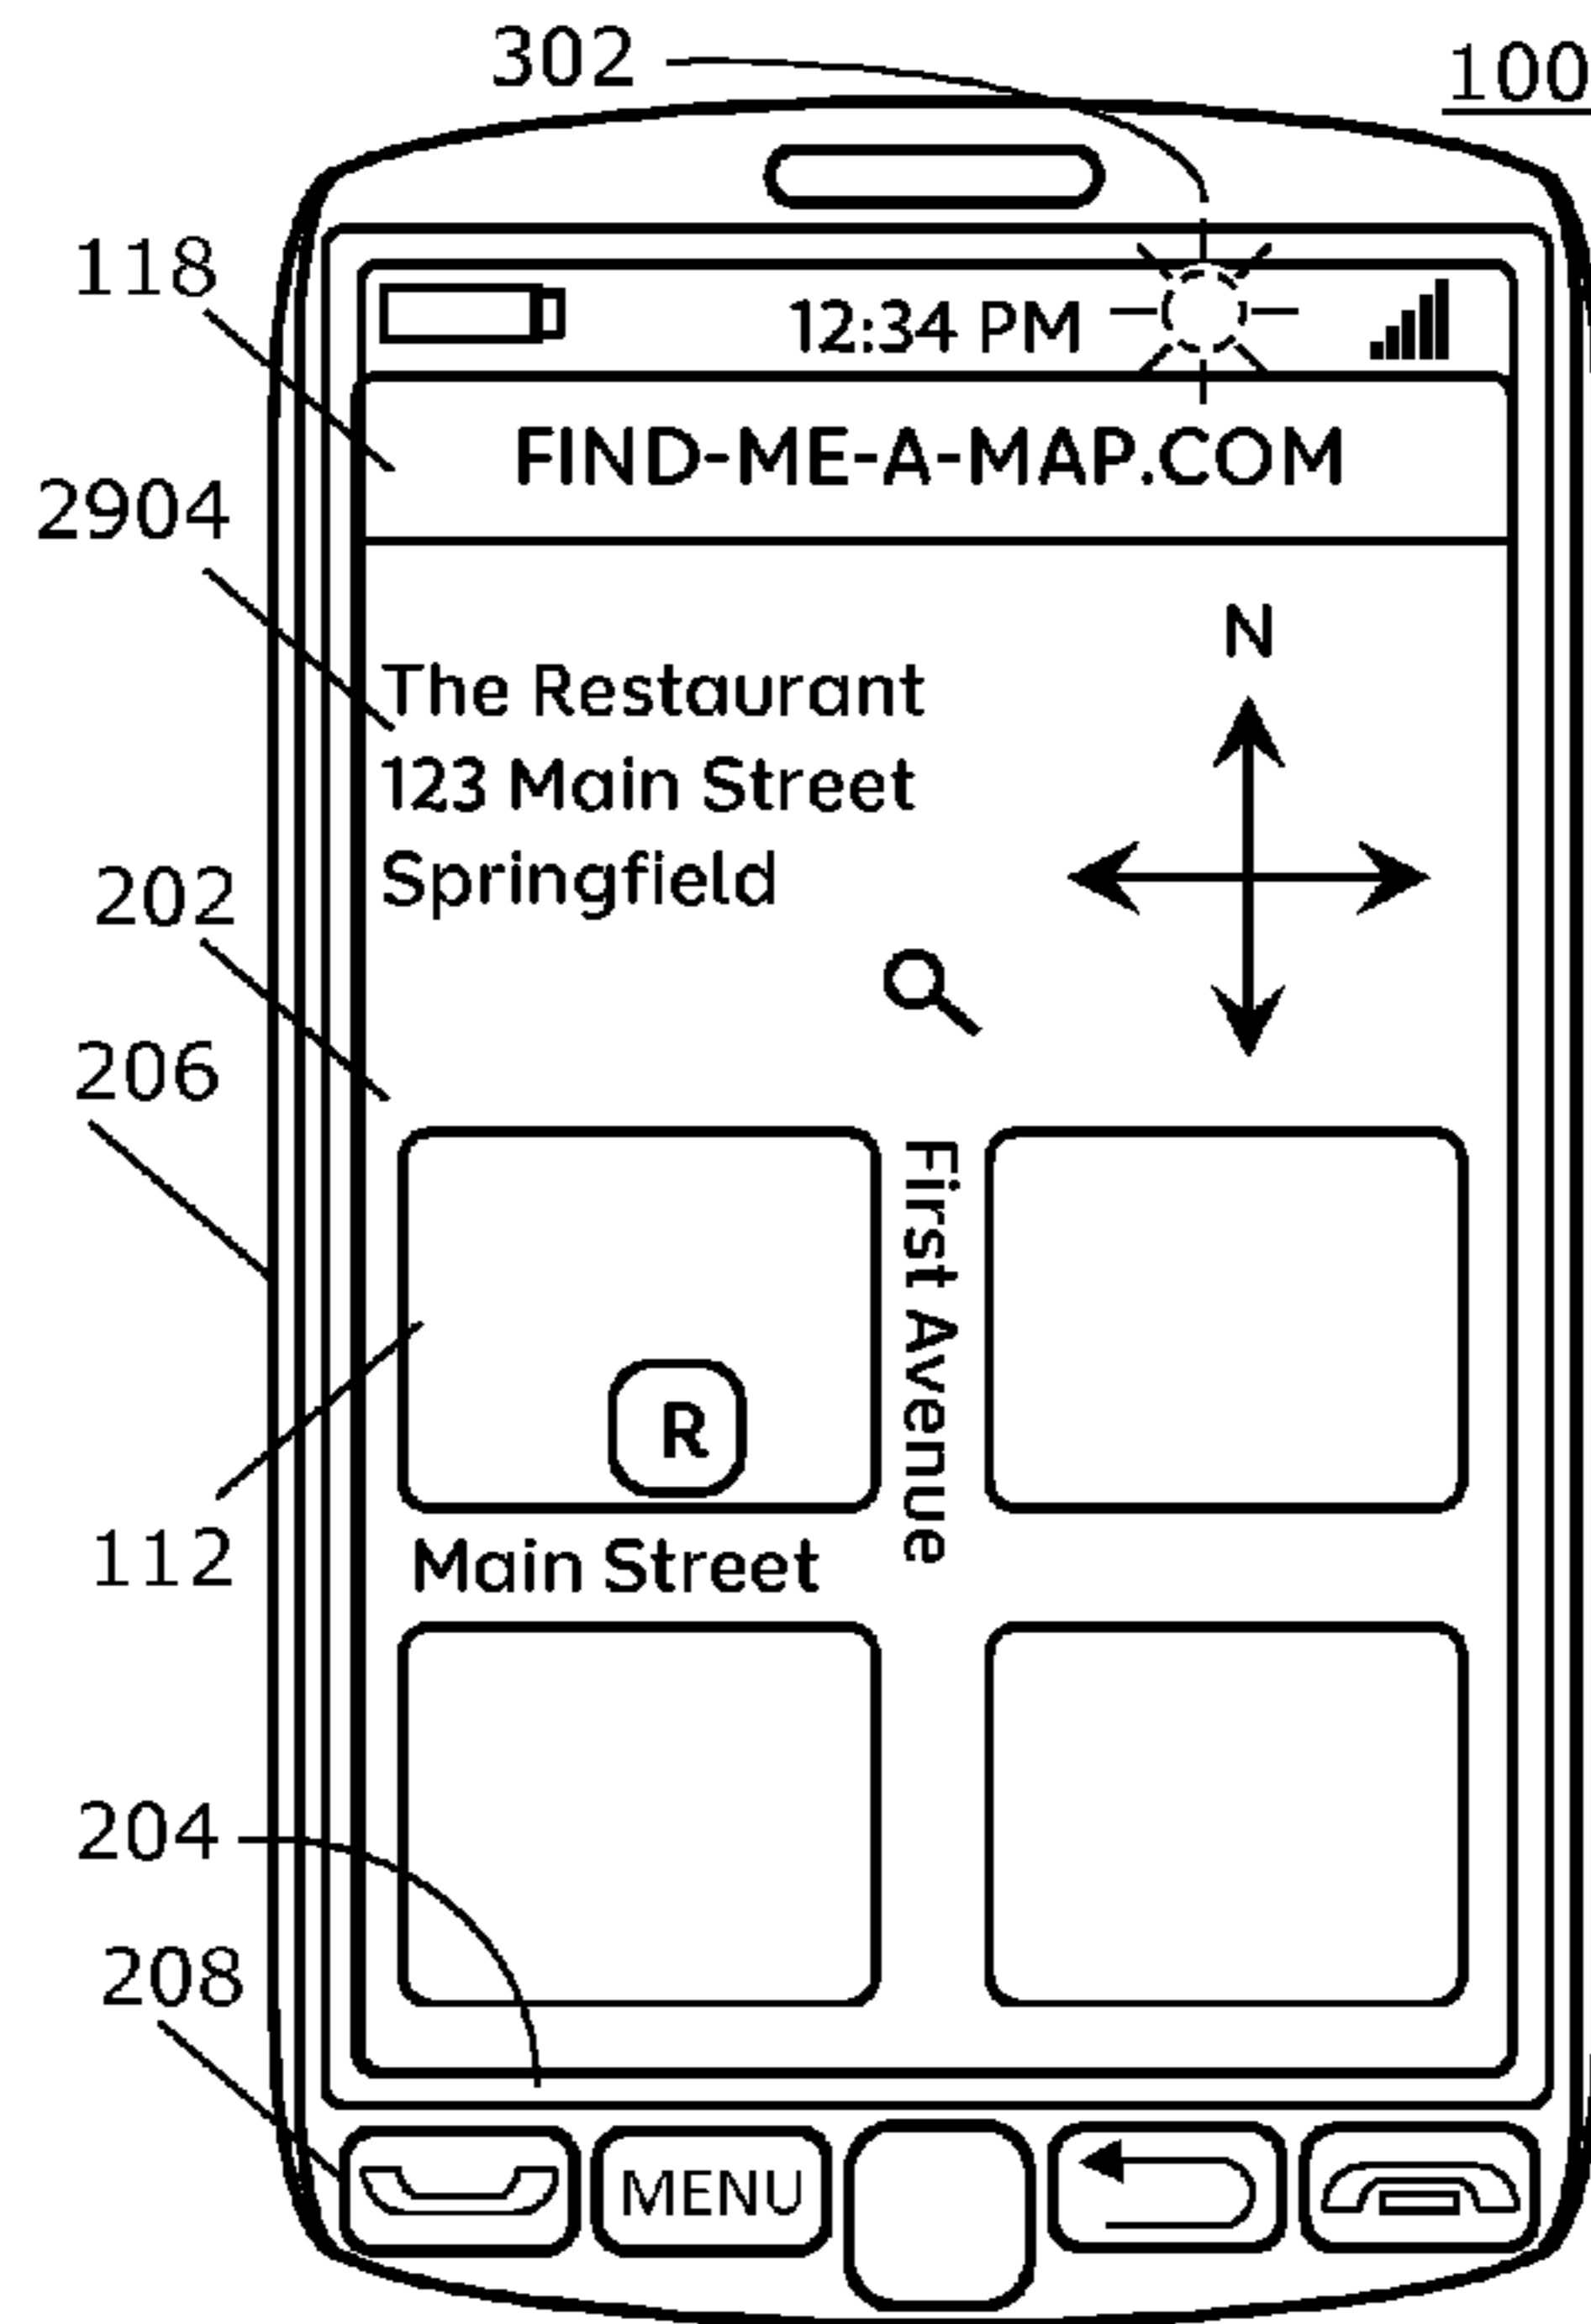 302
100
118
12:34 PM
FIND-ME-A-MAP.COM
2904
N
The Restaurant
123 Main Street
Springfield
202
206
First Avenue
R
112
Main Street
204
208
MENU